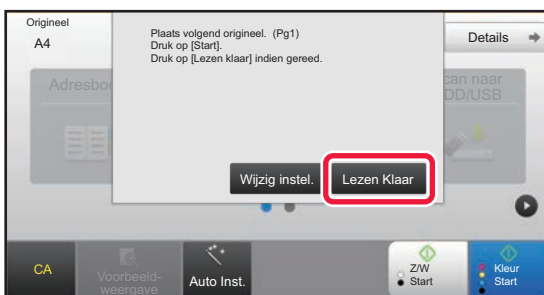 Origineel
A4
Plaats volgend origineel. (Pg1)
Druk op [Start].
Druk op [Lezen klaar] indien gereed.
Details
Adresbo
can naar
DD/USB
Wijzig instel.
Lezen Klaar
CA
Voorbeeld-
weergave
Auto Inst.
Z/W
Start
Kleur
Start